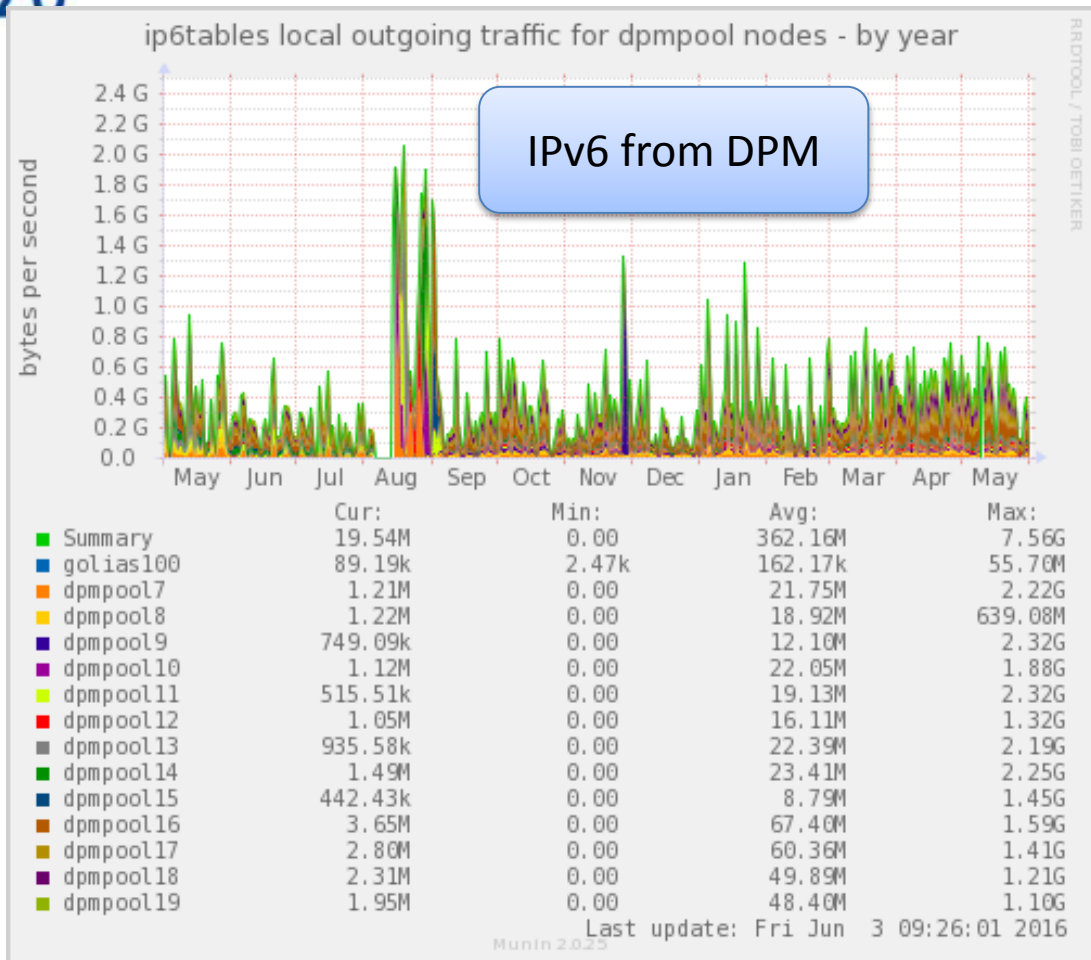 ip6tables local outgoing traffic for dpmpool nodes - by year
RRDTOOL / TOBI OETIKER
IPv6 from DPM
bytes per second
2.4 G
2.2 G
2.0 G
1.8 G
1.6 G
1.4 G
1.2 G
1.0 G
0.8 G
0.6 G
0.4 G
0.2 G
0.0
May Jun Jul Aug Sep Oct Nov Dec Jan Feb Mar Apr May
Cur: Min: Avg: Max:
Summary 19.54M 0.00 362.16M 7.56G
golias100 89.19k 2.47k 162.17k 55.70M
dpmpool7 1.21M 0.00 21.75M 2.22G
dpmpool8 1.22M 0.00 18.92M 639.08M
dpmpool9 749.09k 0.00 12.10M 2.32G
dpmpool10 1.12M 0.00 22.05M 1.88G
dpmpool11 515.51k 0.00 19.13M 2.32G
dpmpool12 1.05M 0.00 16.11M 1.32G
dpmpool13 935.58k 0.00 22.39M 2.19G
dpmpool14 1.49M 0.00 23.41M 2.25G
dpmpool15 442.43k 0.00 8.79M 1.45G
dpmpool16 3.65M 0.00 67.40M 1.59G
dpmpool17 2.80M 0.00 60.36M 1.41G
dpmpool18 2.31M 0.00 49.89M 1.21G
dpmpool19 1.95M 0.00 48.40M 1.10G
Last update: Fri Jun 3 09:26:01 2016
Munin 2.0.25